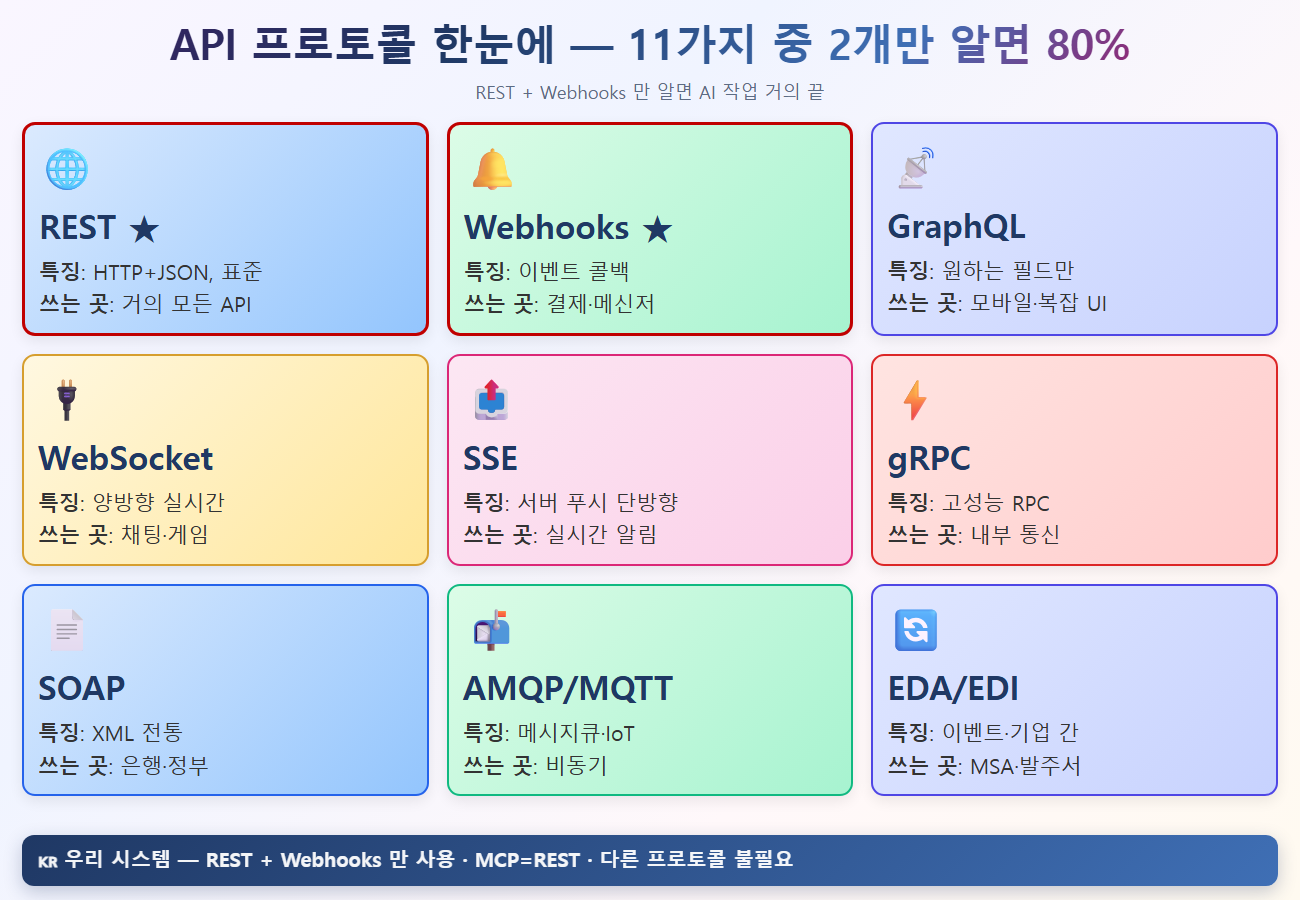 API 프로토콜 한눈에 — 11가지 중 2개만 알면 80%
REST + Webhooks 만 알면 AI 작업 거의 끝
REST ★
특징: HTTP+JSON, 표준
쓰는 곳: 거의 모든 API
Webhooks ★
특징: 이벤트 콜백
쓰는 곳: 결제·메신저
GraphQL
특징: 원하는 필드만
쓰는 곳: 모바일·복잡 UI
WebSocket
특징: 양방향 실시간
쓰는 곳: 채팅·게임
SSE
특징: 서버 푸시 단방향
쓰는 곳: 실시간 알림
gRPC
특징: 고성능 RPC
쓰는 곳: 내부 통신
SOAP
특징: XML 전통
쓰는 곳: 은행·정부
AMQP/MQTT
특징: 메시지큐·IoT
쓰는 곳: 비동기
EDA/EDI
특징: 이벤트·기업 간
쓰는 곳: MSA·발주서
KR 우리 시스템 — REST + Webhooks 만 사용 · MCP=REST · 다른 프로토콜 불필요